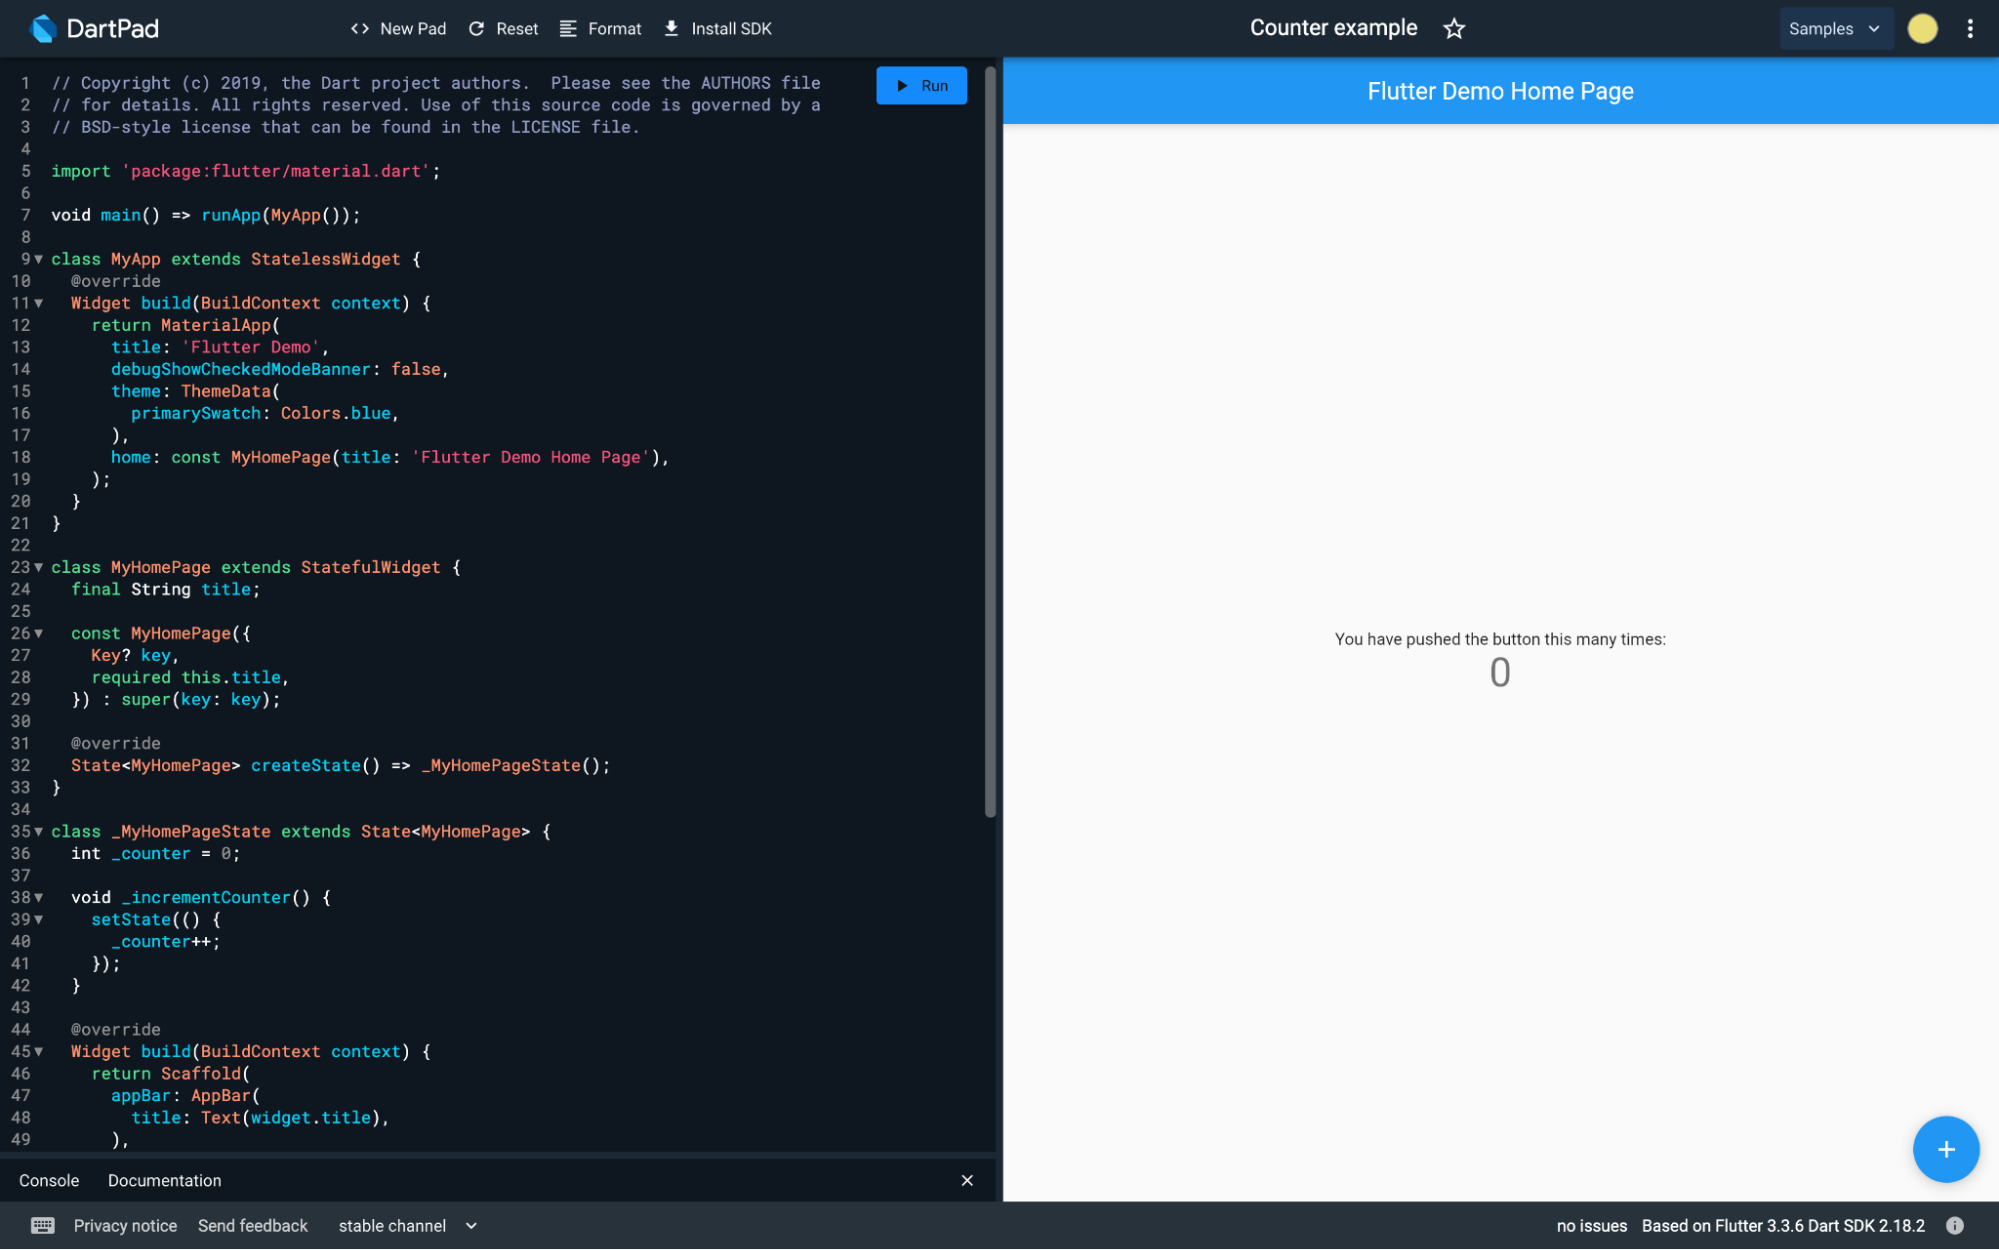 DartPad
New Pad
Reset
Format
Install SDK
Counter example
Samples
1 // Copyright (c) 2019, the Dart project authors.  Please see the AUTHORS file
2 // for details. All rights reserved. Use of this source code is governed by a
3 // BSD-style license that can be found in the LICENSE file.
4
5 import 'package:flutter/material.dart';
6
7 void main() => runApp(MyApp());
8
9 class MyApp extends StatelessWidget {
10   @override
11   Widget build(BuildContext context) {
12     return MaterialApp(
13       title: 'Flutter Demo',
14       debugShowCheckedModeBanner: false,
15       theme: ThemeData(
16         primarySwatch: Colors.blue,
17       ),
18       home: const MyHomePage(title: 'Flutter Demo Home Page'),
19     );
20   }
21 }
22
23 class MyHomePage extends StatefulWidget {
24   final String title;
25
26   const MyHomePage({
27     Key? key,
28     required this.title,
29   }) : super(key: key);
30
31   @override
32   State<MyHomePage> createState() => _MyHomePageState();
33 }
34
35 class _MyHomePageState extends State<MyHomePage> {
36   int _counter = 0;
37
38   void _incrementCounter() {
39     setState(() {
40       _counter++;
41     });
42   }
43
44   @override
45   Widget build(BuildContext context) {
46     return Scaffold(
47       appBar: AppBar(
48         title: Text(widget.title),
49       ),
Run
Flutter Demo Home Page
You have pushed the button this many times:
0
+
Console
Documentation
Privacy notice
Send feedback
stable channel
no issues
Based on Flutter 3.3.6 Dart SDK 2.18.2